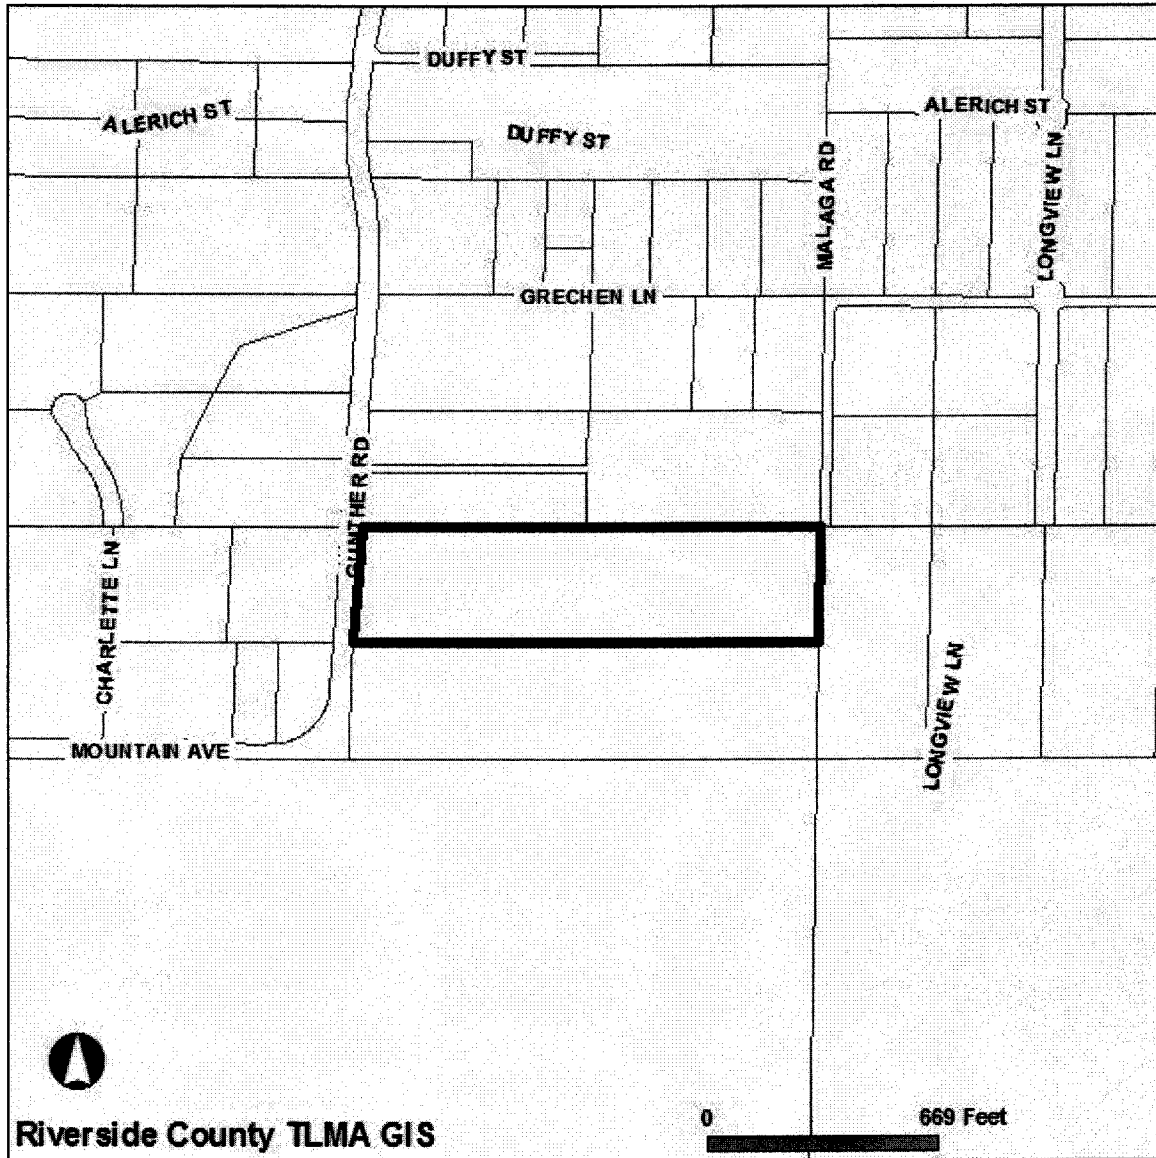 DUFFY ST
ALERICH ST
ALERICH ST
DUFFY ST
MALAGA RD
LONGVIEW LN
GRECHEN LN
GUNTHER RD
CHARLETTE LN
LONGVIEW LN
MOUNTAIN AVE
0 669 Feet
Riverside County TLMA GIS